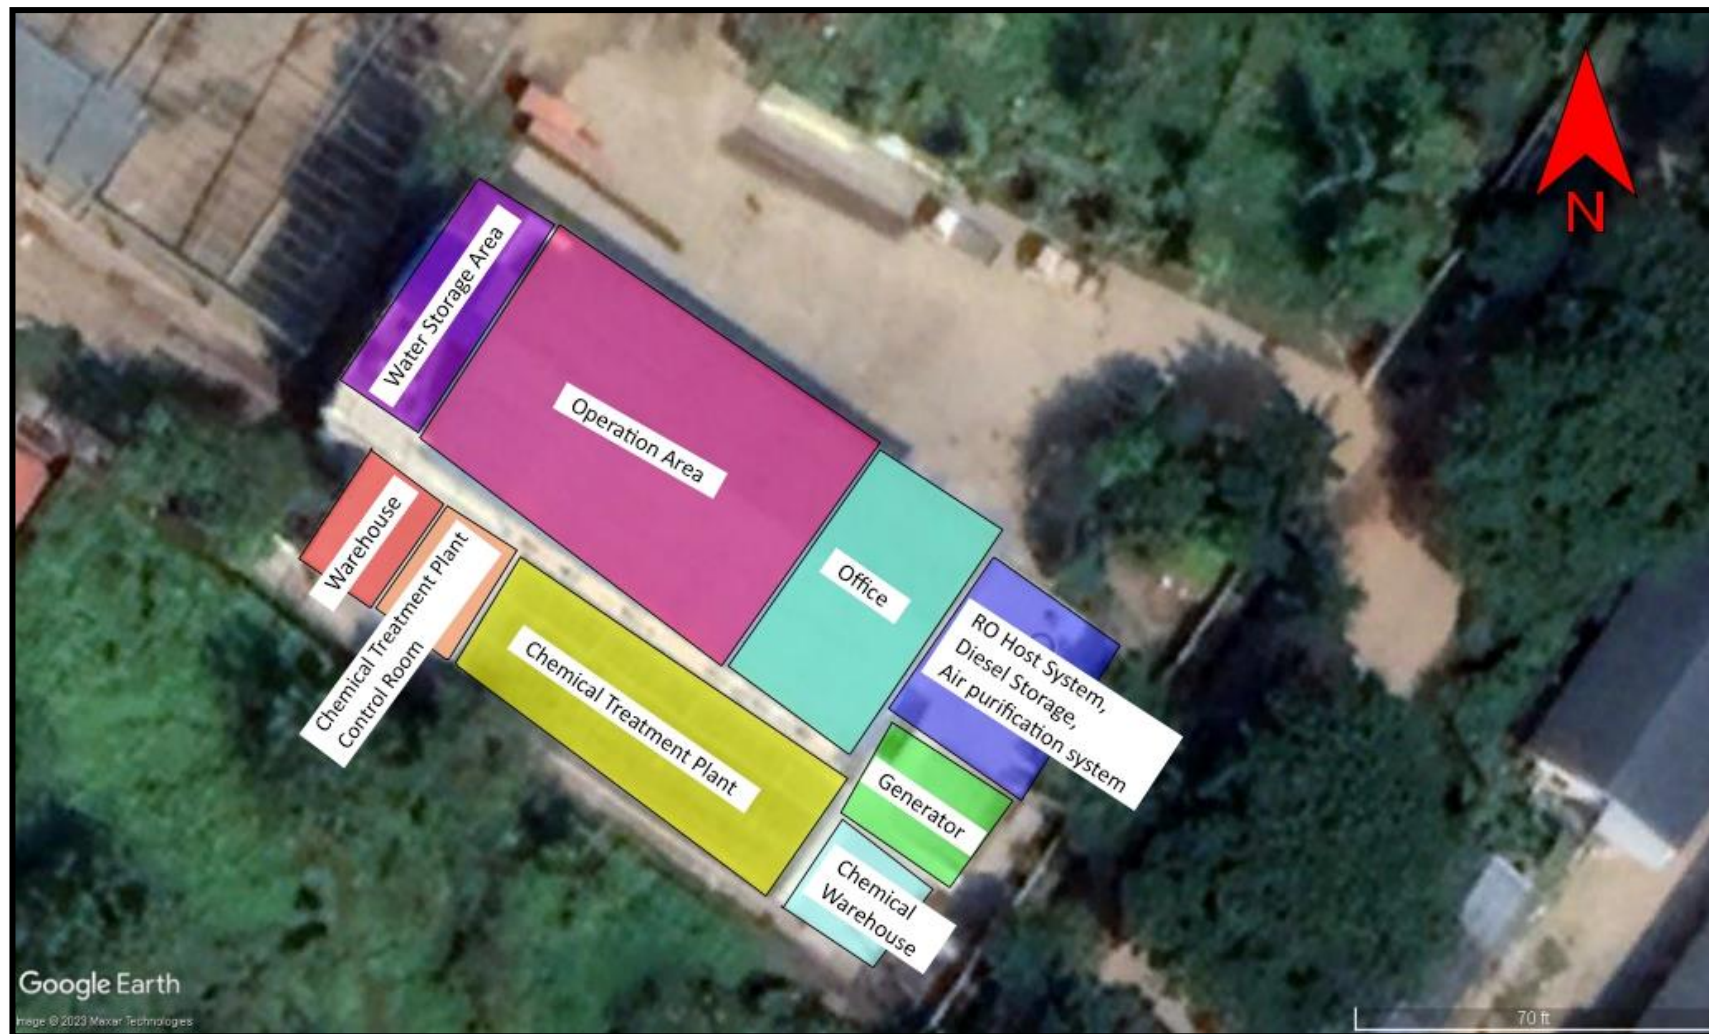 N
Water Storage Area
Operation Area
Warehouse
Chemical Treatment Plant
Control Room
Office
RO Host System,
Diesel Storage,
Air purification system
Chemical Treatment Plant
Generator
Chemical
Warehouse
Google Earth
Image © 2023 Maxar Technologies
70 ft